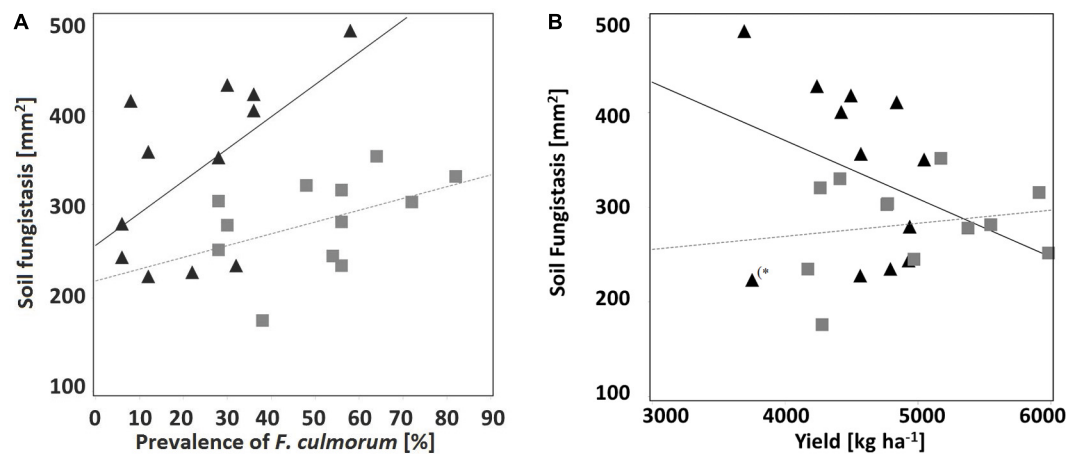 A
B
Soil fungistasis [mm²]
500
400
300
200
100
0 10 20 30 40 50 60 70 80 90
Prevalence of F. culmorum [%]
Soil Fungistasis [mm²]
500
400
300
200
100
(*
3000 4000 5000 6000
Yield [kg ha⁻¹]